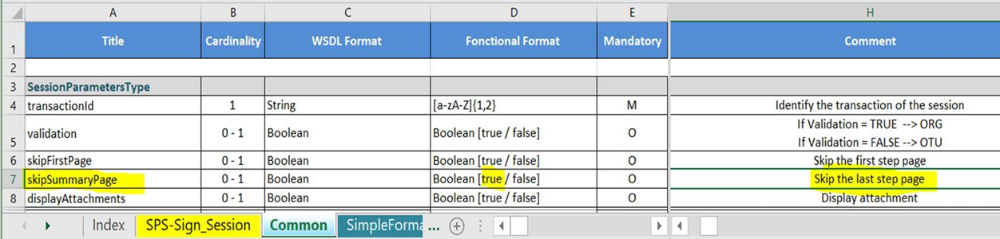 A B C D E H
1 Title Cardinality WSDL Format Fonctional Format Mandatory Comment
2
3 SessionParametersType
4 transactionId 1 String [a-zA-Z]{1,2} M Identify the transaction of the session
5 validation 0 - 1 Boolean Boolean [true / false] O If Validation = TRUE --> ORG
If Validation = FALSE --> OTU
6 skipFirstPage 0 - 1 Boolean Boolean [true / false] O Skip the first step page
7 skipSummaryPage 0 - 1 Boolean Boolean [true / false] O Skip the last step page
8 displayAttachments 0 - 1 Boolean Boolean [true / false] O Display attachment
Index SPS-Sign_Session Common SimpleForma ...